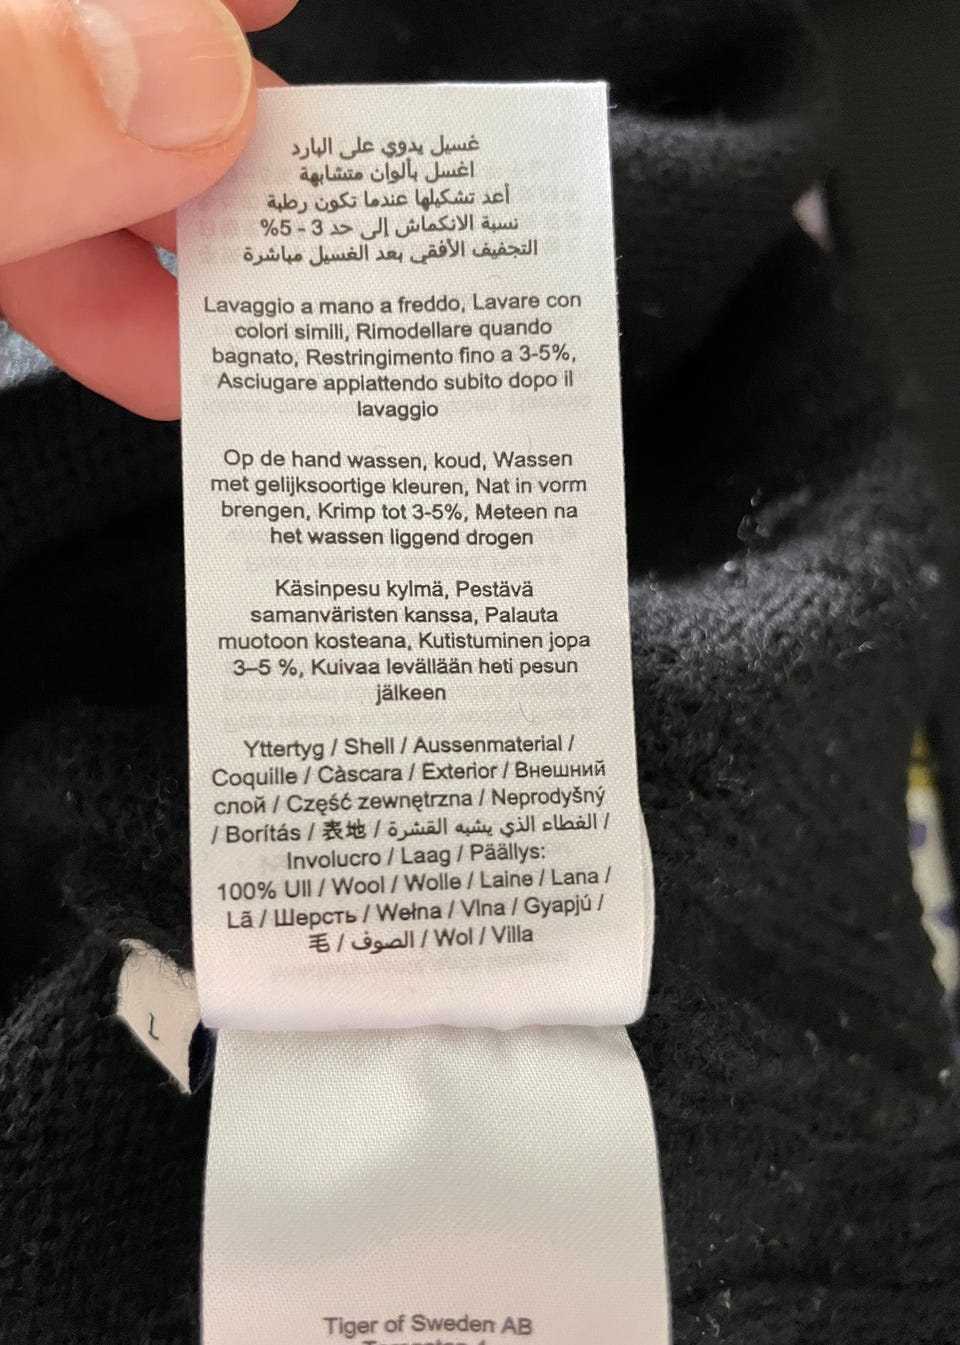 غسيل يدوي على البارد
اغسل بألوان متشابهة
أعد تشكيلها عندما تكون رطبة
نسبة الانكماش إلى حد 3 - 5%
التجفيف الأفقي بعد الغسيل مباشرة
Lavaggio a mano a freddo, Lavare con
colori simili, Rimodellare quando
bagnato, Restringimento fino a 3-5%,
Asciugare appiattendo subito dopo il
lavaggio
Op de hand wassen, koud, Wassen
met gelijksoortige kleuren, Nat in vorm
brengen, Krimp tot 3-5%, Meteen na
het wassen liggend drogen
Käsinpesu kylmä, Pestävä
samanväristen kanssa, Palauta
muotoon kosteana, Kutistuminen jopa
3–5 %, Kuivaa levällään heti pesun
jälkeen
Yttertyg / Shell / Aussenmaterial /
Coquille / Càscara / Exterior / Внешний
слой / Część zewnętrzna / Neprodyšný
/ Borítás / 表地 / الغطاء الذي يشبه القشرة /
Involucro / Laag / Päällys:
100% Ull / Wool / Wolle / Laine / Lana /
Lã / Шерсть / Wełna / Vlna / Gyapjú /
毛 / الصوف / Wol / Villa
L
Tiger of Sweden AB